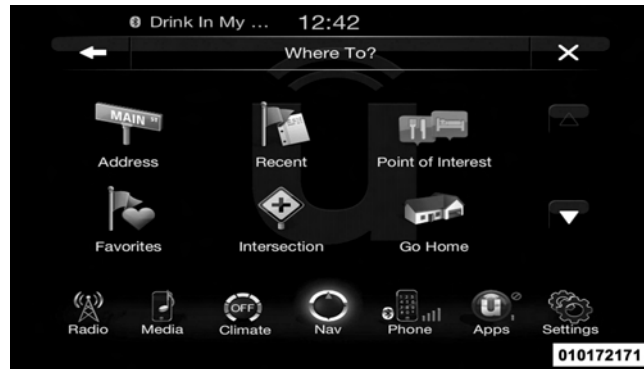 Drink In My ... 12:42
Where To?
MAIN ST
Address Recent Point of Interest
Favorites Intersection Go Home
OFF
Radio Media Climate Nav Phone Apps Settings
010172171